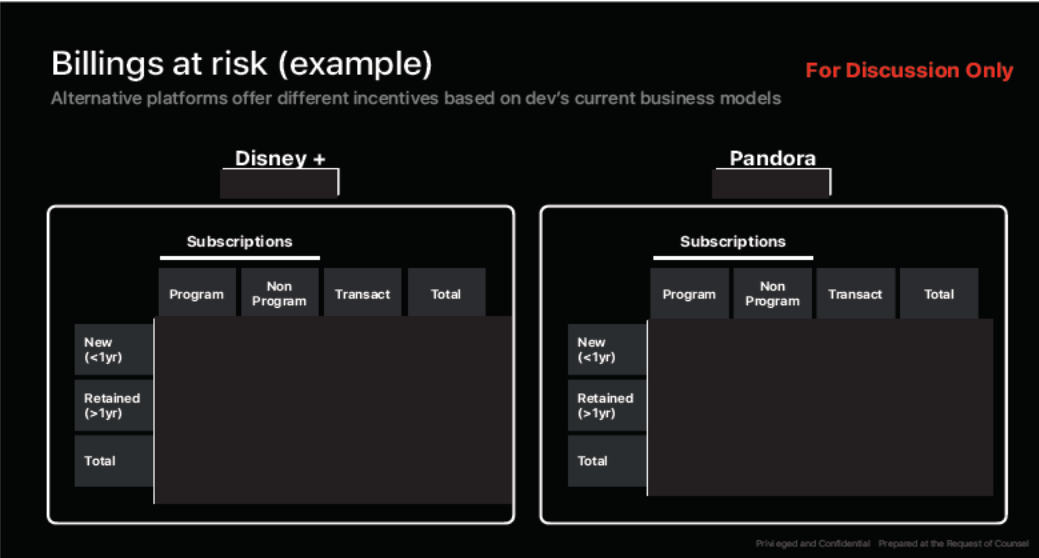 Billings at risk (example)
For Discussion Only
Alternative platforms offer different incentives based on dev's current business models
Disney +
Subscriptions
Program
Non
Program
Transact
Total
New
(<1yr)
Retained
(>1yr)
Total
Pandora
Subscriptions
Program
Non
Program
Transact
Total
New
(<1yr)
Retained
(>1yr)
Total
Privileged and Confidential Prepared at the Request of Counsel